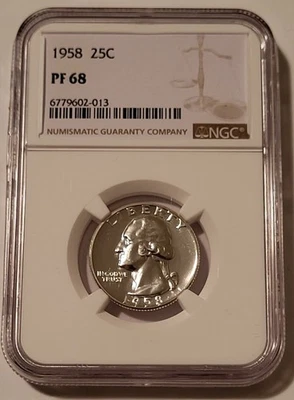 1958 25C
PF 68
6779602-013
NUMISMATIC GUARANTY COMPANY
NGC®
LIBERTY
IN GOD WE
TRUST
1958